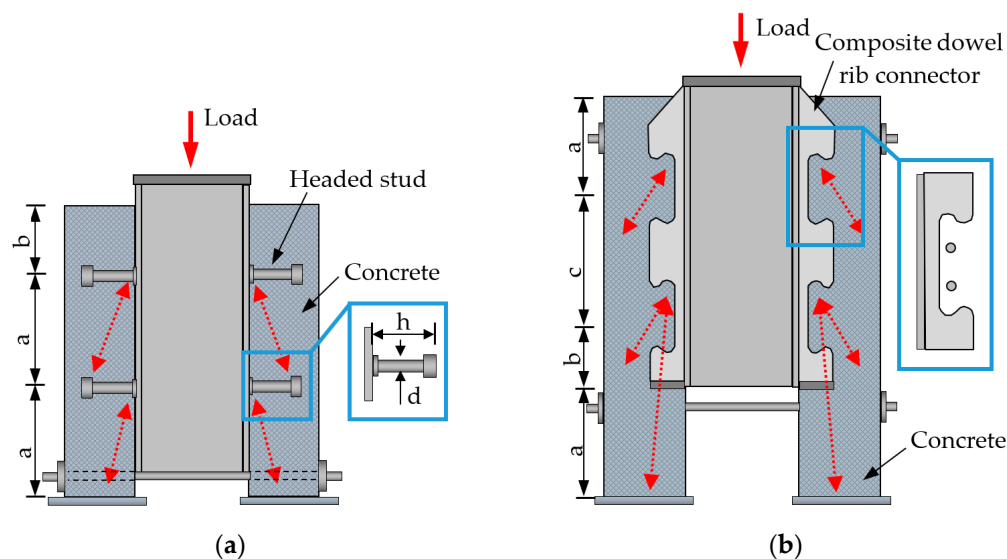 Load
Headed stud
Concrete
b
a
a
h
d
(a)
Load
Composite dowel
rib connector
a
c
b
a
Concrete
(b)